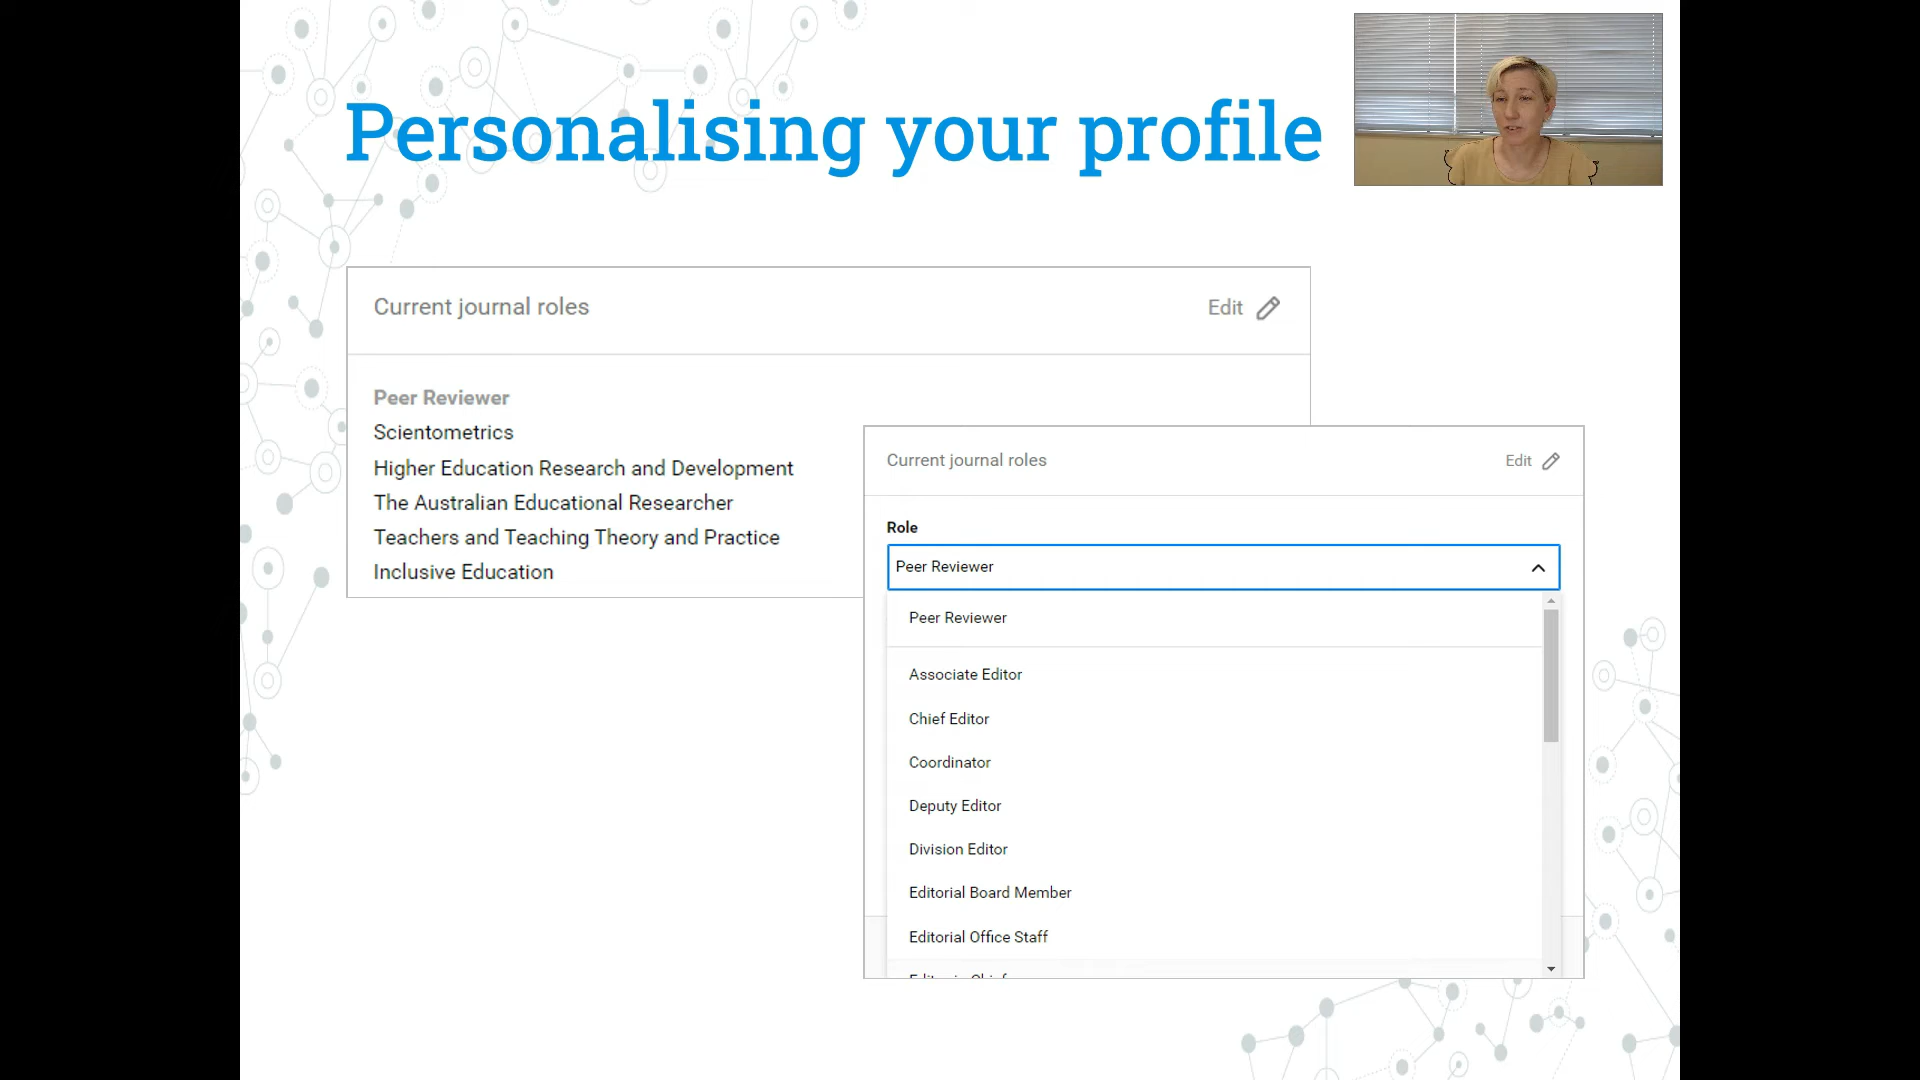 Personalising your profile
Current journal roles
Edit
Peer Reviewer
Scientometrics
Higher Education Research and Development
The Australian Educational Researcher
Teachers and Teaching Theory and Practice
Inclusive Education
Current journal roles
Edit
Role
Peer Reviewer
Peer Reviewer
Associate Editor
Chief Editor
Coordinator
Deputy Editor
Division Editor
Editorial Board Member
Editorial Office Staff